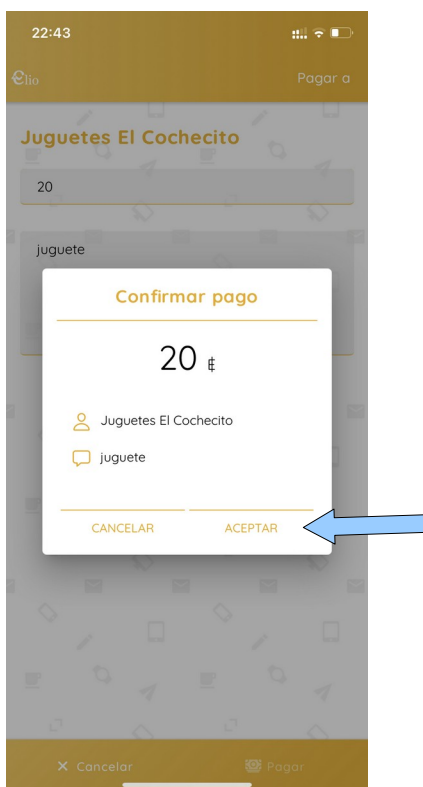 22:43
elio
Pagar a
Juguetes El Cochecito
20
juguete
Confirmar pago
20 ⋲
Juguetes El Cochecito
juguete
CANCELAR
ACEPTAR
× Cancelar
Pagar